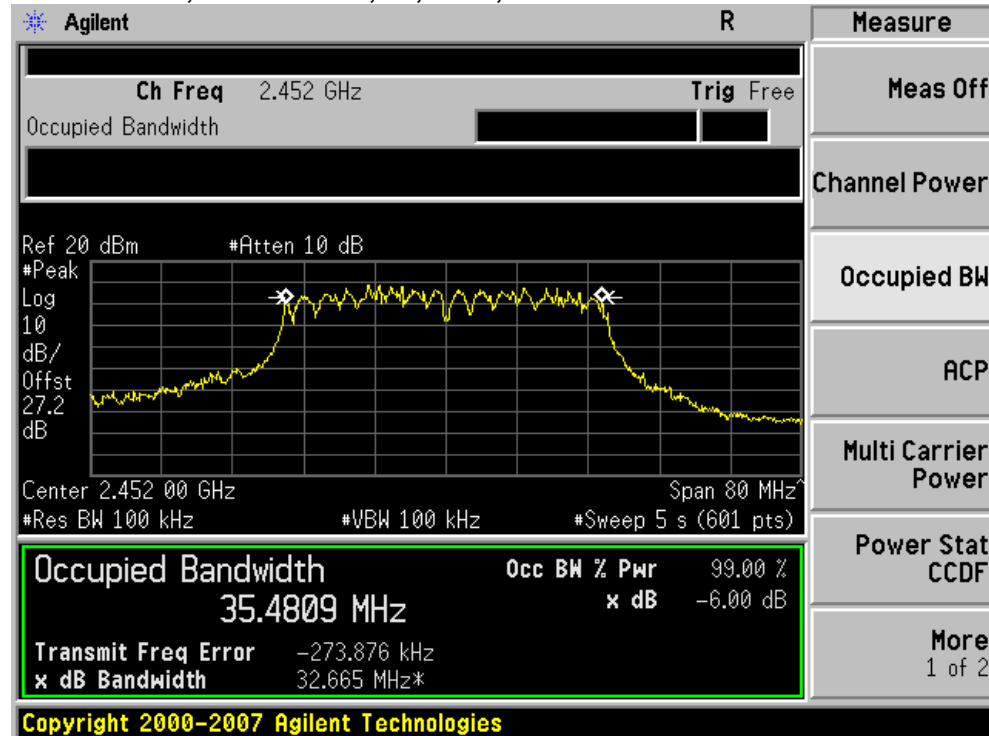 Agilent R Measure
Ch Freq 2.452 GHz Trig Free
Occupied Bandwidth
Meas Off
Channel Power
Occupied BW
ACP
Multi Carrier
Power
Power Stat
CCDF
More
1 of 2
Ref 20 dBm #Atten 10 dB
#Peak
Log
10
dB/
Offst
27.2
dB
Center 2.452 00 GHz Span 80 MHz^
#Res BW 100 kHz #VBW 100 kHz #Sweep 5 s (601 pts)
Occupied Bandwidth
35.4809 MHz
Occ BW % Pwr 99.00 %
x dB -6.00 dB
Transmit Freq Error -273.876 kHz
x dB Bandwidth 32.665 MHz*
Copyright 2000-2007 Agilent Technologies